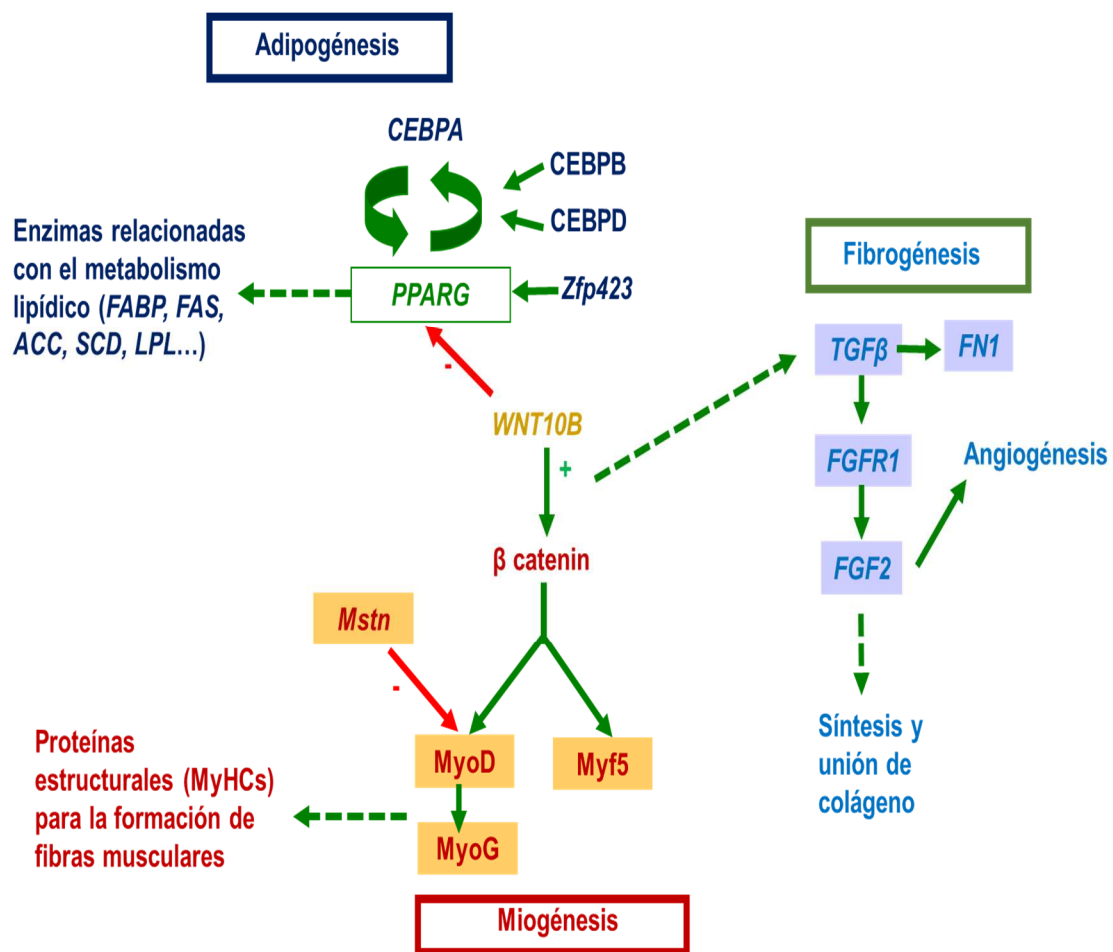 Adipogénesis
CEBPA
CEBPB
CEBPD
Enzimas relacionadas
con el metabolismo
lipídico (FABP, FAS,
ACC, SCD, LPL…)
PPARG
Zfp423
-
WNT10B
+
Fibrogénesis
TGFβ
FN1
FGFR1
Angiogénesis
FGF2
Síntesis y
unión de
colágeno
β catenin
Mstn
-
MyoD
Myf5
MyoG
Proteínas
estructurales (MyHCs)
para la formación de
fibras musculares
Miogénesis